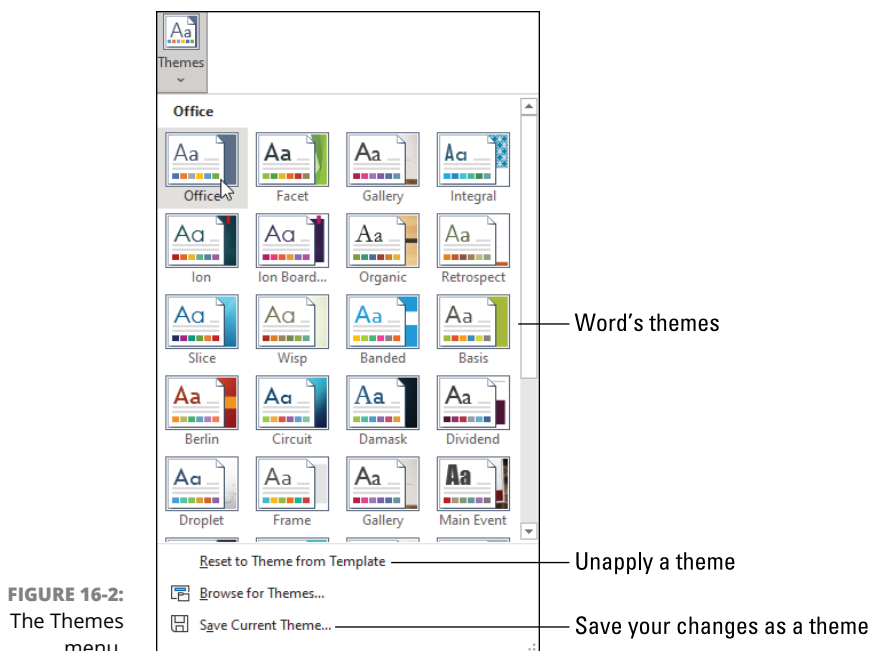 Aa
Themes
Office
Aa Aa Aa Aa
Office Facet Gallery Integral
Aa Aa Aa Aa
Ion Ion Board... Organic Retrospect
Aa Aa Aa Aa
Slice Wisp Banded Basis
Word's themes
Aa Aa Aa Aa
Berlin Circuit Damask Dividend
Aa Aa Aa Aa
Droplet Frame Gallery Main Event
Reset to Theme from Template
Unapply a theme
Browse for Themes...
Save Current Theme...
Save your changes as a theme
FIGURE 16-2:
The Themes
menu.